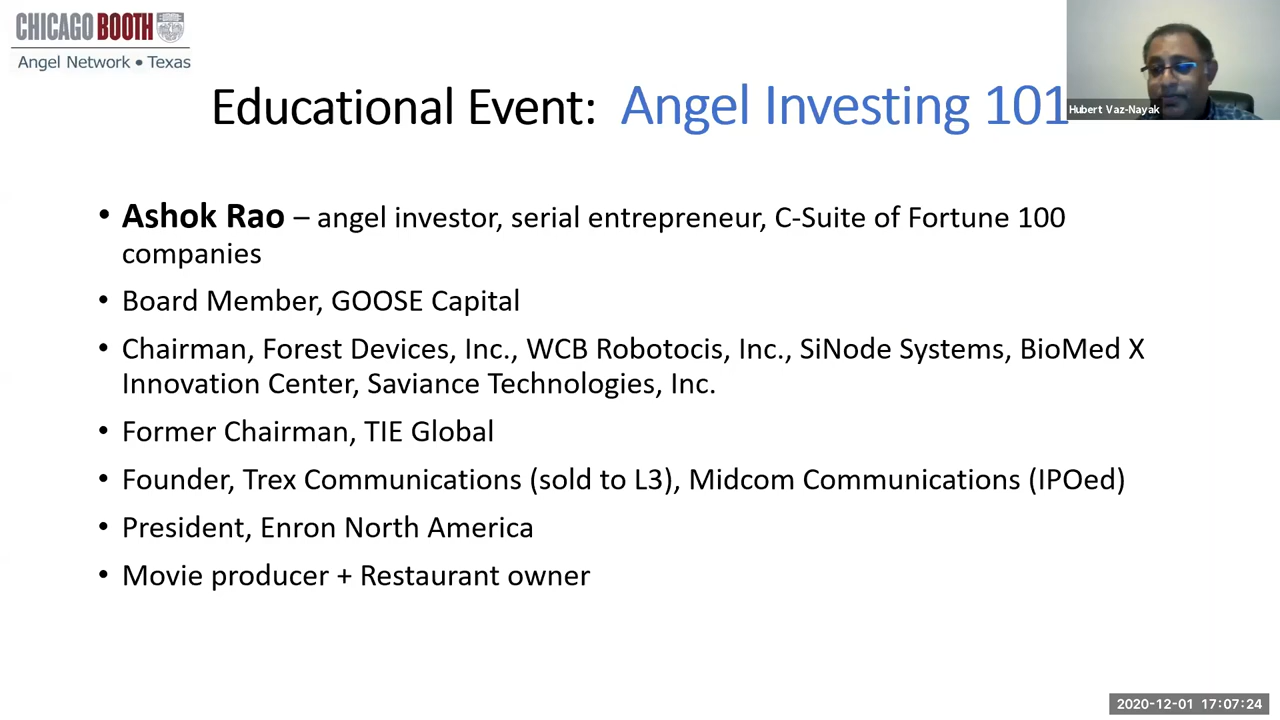 CHICAGO BOOTH
Angel Network • Texas
Educational Event: Angel Investing 101
Hubert Vaz-Nayak
• Ashok Rao – angel investor, serial entrepreneur, C-Suite of Fortune 100
companies
• Board Member, GOOSE Capital
• Chairman, Forest Devices, Inc., WCB Robotocis, Inc., SiNode Systems, BioMed X
Innovation Center, Saviance Technologies, Inc.
• Former Chairman, TIE Global
• Founder, Trex Communications (sold to L3), Midcom Communications (IPOed)
• President, Enron North America
• Movie producer + Restaurant owner
2020-12-01 17:07:24